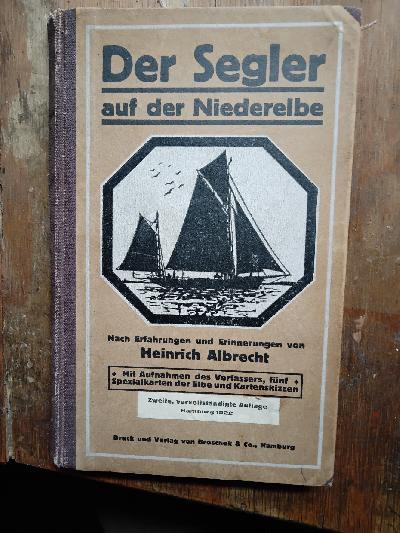 Der Segler
auf der Niederelbe
Nach Erfahrungen und Erinnerungen von
Heinrich Albrecht
Mit Aufnahmen des Verfassers, fünf
Spezialkarten der Elbe und Kartenskizzen
Zweite, vervollständigte Auflage
Hamburg
Druck und Verlag von Broschek & Co., Hamburg